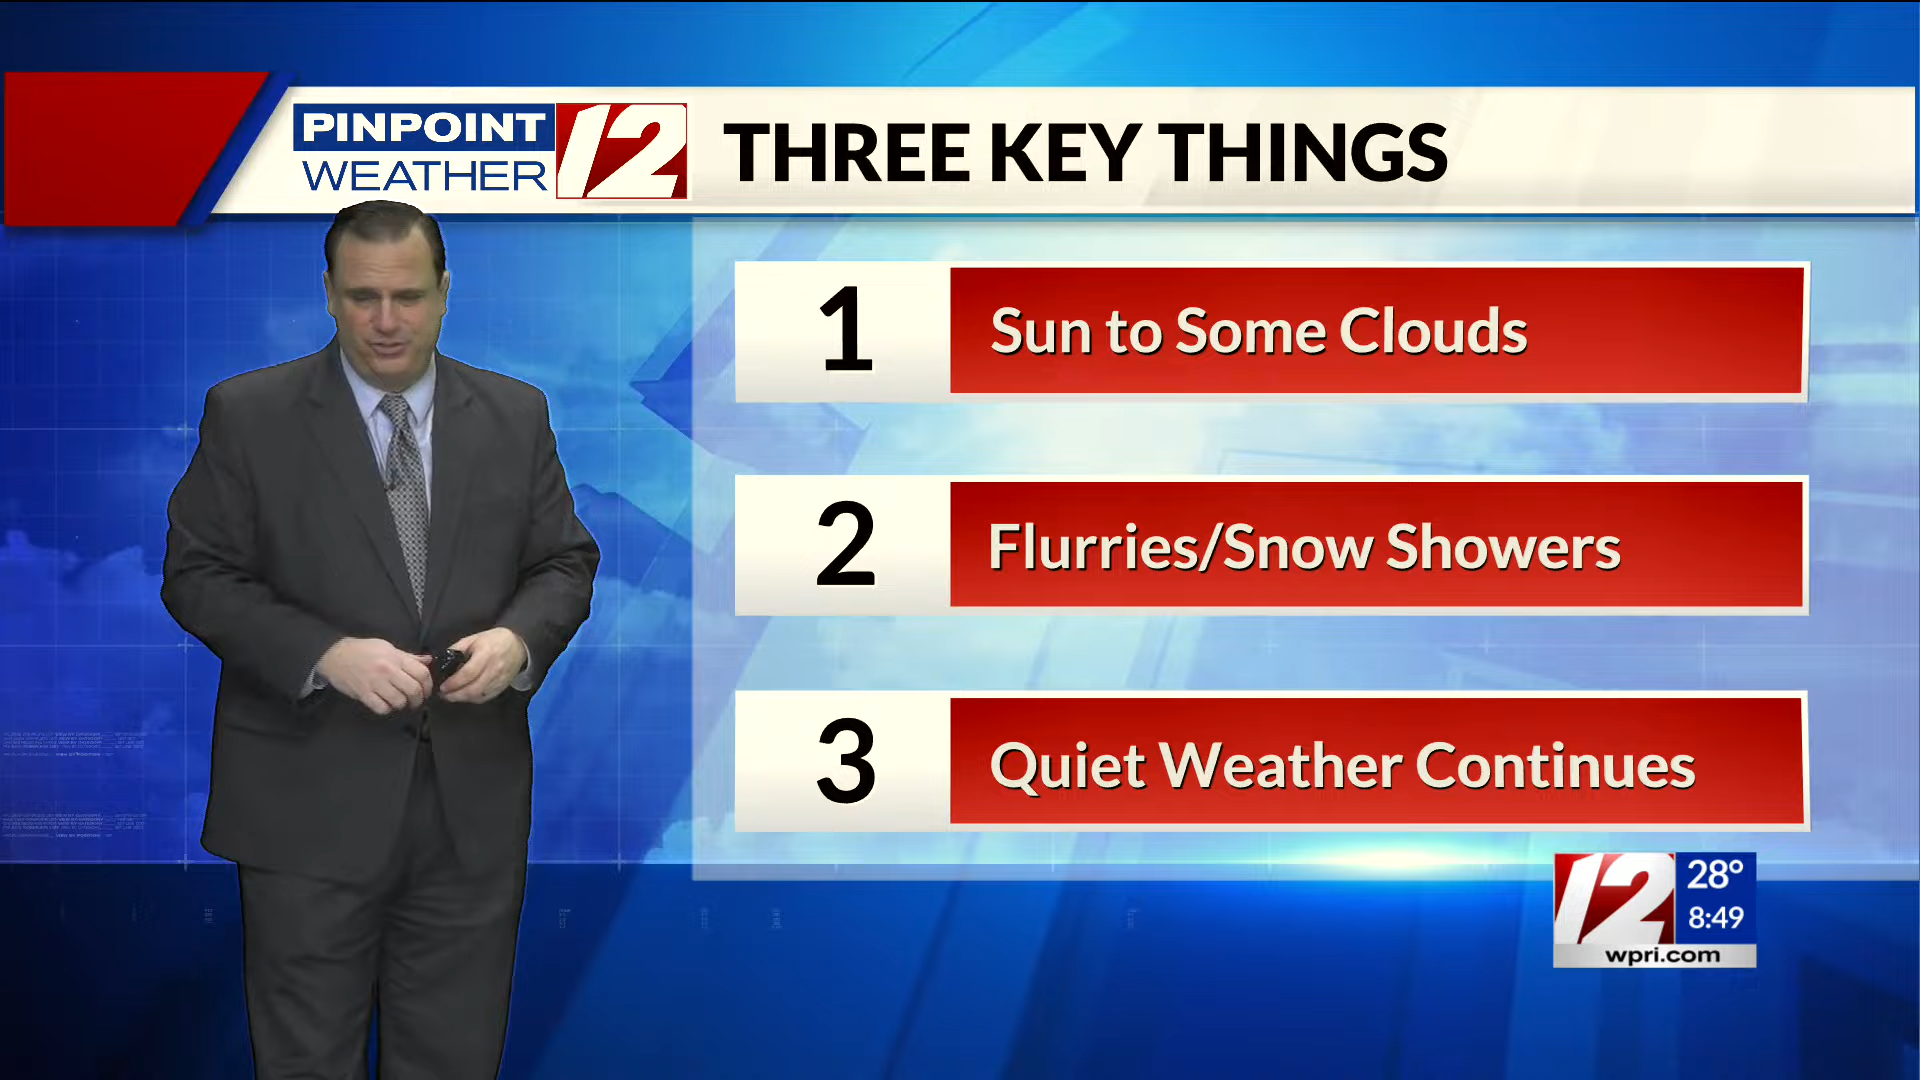 PINPOINT
WEATHER 12
THREE KEY THINGS
1 Sun to Some Clouds
2 Flurries/Snow Showers
3 Quiet Weather Continues
12 28°
8:49
wpri.com